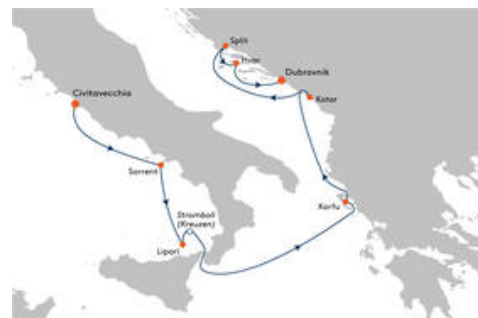 Split
Hvar
Dubrovnik
Civitavecchia
Kotor
Sorrent
Stromboli
(Kreuzen)
Korfu
Lipari